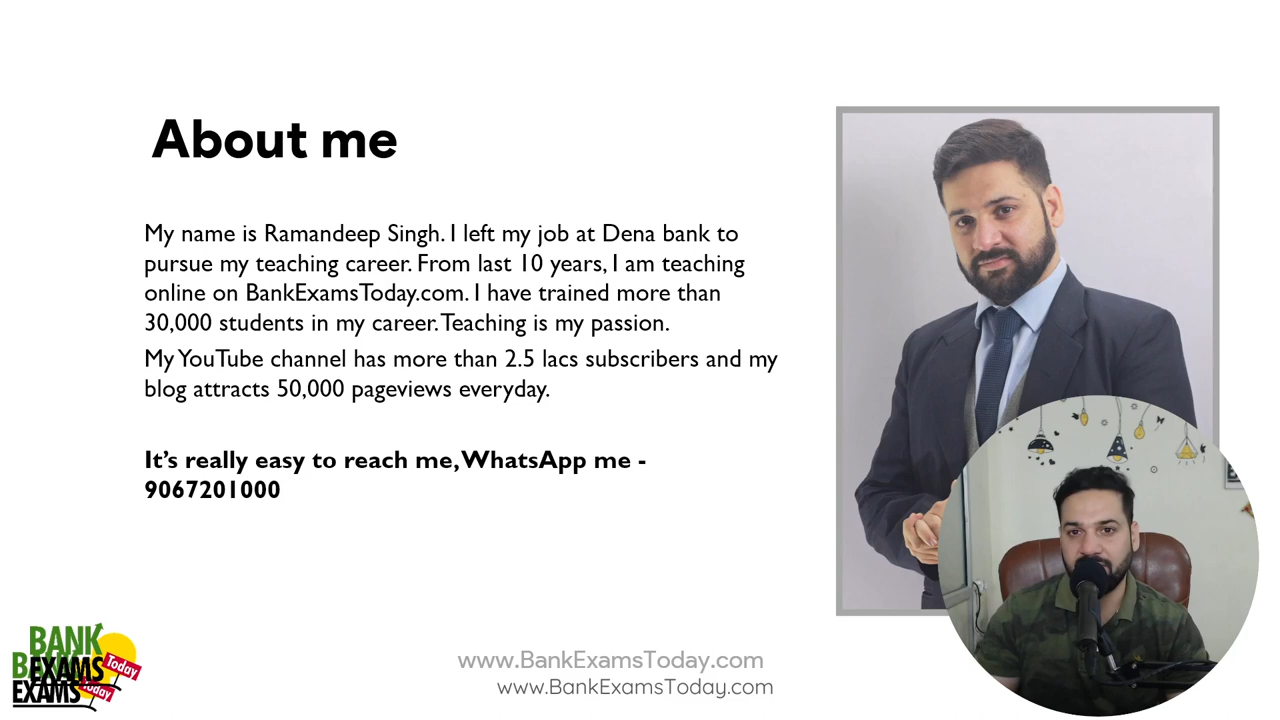 About me
My name is Ramandeep Singh. I left my job at Dena bank to
pursue my teaching career. From last 10 years, I am teaching
online on BankExamsToday.com. I have trained more than
30,000 students in my career. Teaching is my passion.
My YouTube channel has more than 2.5 lacs subscribers and my
blog attracts 50,000 pageviews everyday.
It's really easy to reach me, WhatsApp me -
9067201000
BANK
EXAMS
Today
BANK
EXAMS
Today
www.BankExamsToday.com
www.BankExamsToday.com